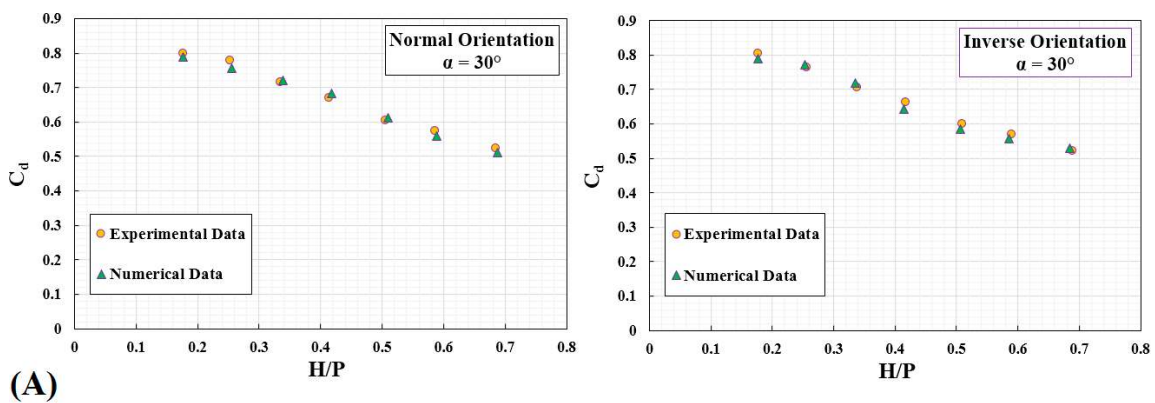 0.9
0.8
0.7
0.6
0.5
0.4
0.3
0.2
0.1
0
C_d
Normal Orientation
α = 30°
Experimental Data
Numerical Data
0 0.1 0.2 0.3 0.4 0.5 0.6 0.7 0.8
H/P
0.9
0.8
0.7
0.6
0.5
0.4
0.3
0.2
0.1
0
C_d
Inverse Orientation
α = 30°
Experimental Data
Numerical Data
0 0.1 0.2 0.3 0.4 0.5 0.6 0.7 0.8
H/P
(A)